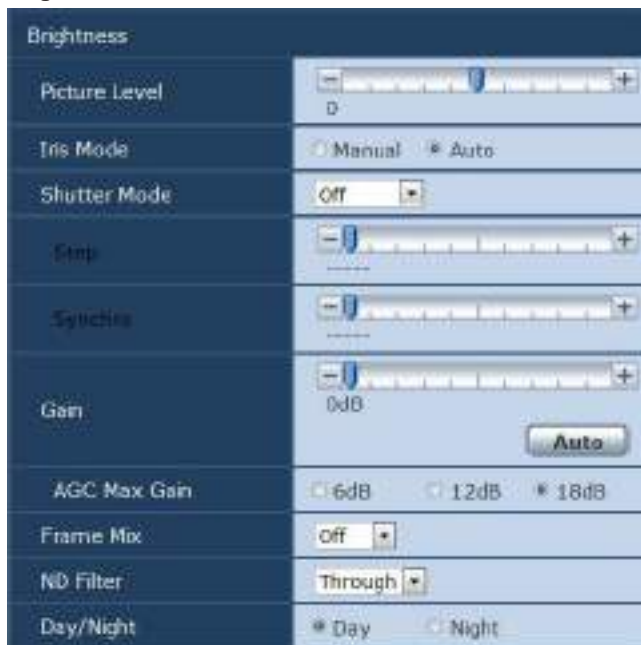 Brightness
Picture Level
- +
0
Iris Mode Manual Auto
Shutter Mode Off
Step
- +
-----
Synchro
- +
-----
Gain
- +
0dB
Auto
AGC Max Gain 6dB 12dB 18dB
Frame Mix Off
ND Filter Through
Day/Night Day Night